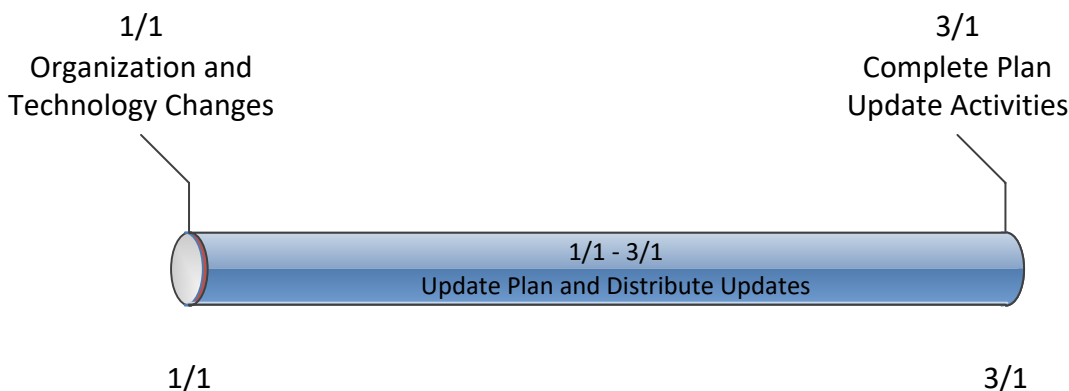 1/1
Organization and
Technology Changes
3/1
Complete Plan
Update Activities
1/1 - 3/1
Update Plan and Distribute Updates
1/1
3/1